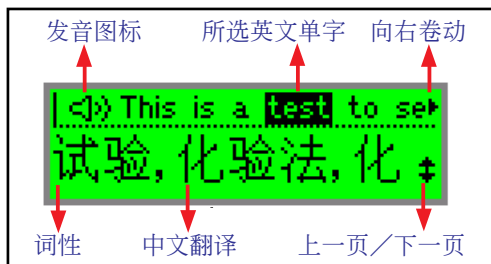 发音图标 所选英文单字 向右卷动
This is a test to se
试验,化验法,化
词性 中文翻译 上一页／下一页